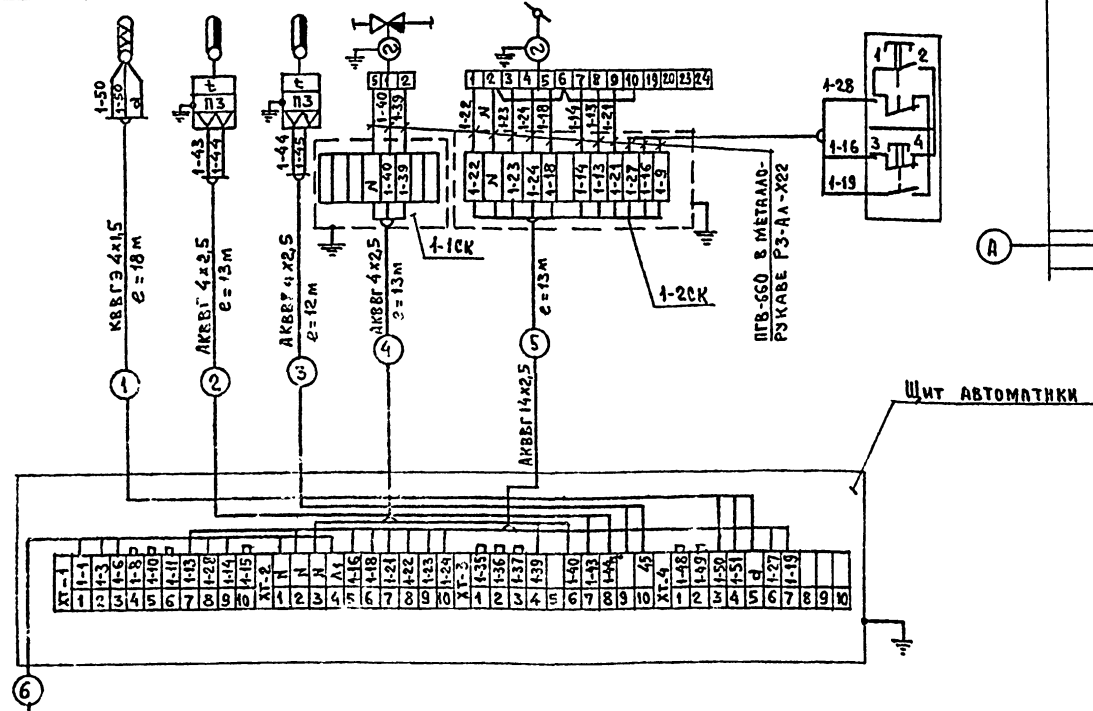 1-50
1-50
d
t
ПЗ
1-43
1-44
t
ПЗ
1-44
1-45
5 1 2
1-40
1-39
1 2 3 4 5 6 7 8 9 10 19 20 23 24
1-22
N
1-23
1-24
1-18
1-14
1-13
1-21
N
1-40
1-39
1-22
N
1-23
1-24
1-18
1-14
1-13
1-21
1-27
1-16
1-9
1 2
1-28
1-16
3 4
1-19
1-1СК
1-2СК
ПГВ-660 В МЕТАЛЛО-
РУКАВЕ РЗ-АЛ-Х22
А
КВВГЭ 4х1,5
e=18м
АКВВГ 4х2,5
e=13м
АКВВГ 4х2,5
e=12м
АКВВГ 4х2,5
e=13м
e=13м
АКВВГ14х2,5
1
2
3
4
5
ЩИТ АВТОМАТИКИ
ХТ-1 1-1 1-3 1-6 1-8 1-10 1-11 1-13 1-28 1-14 1-15 ХТ-2 N N N Л1 1-16 1-18 1-21 1-22 1-23 1-24 ХТ-3 1-35 1-36 1-37 1-39 1-40 1-43 1-44 45 ХТ-4 1-48 1-49 1-50 1-51 d 1-27 1-19
1 2 3 4 5 6 7 8 9 10 1 2 3 4 5 6 7 8 9 10 1 2 3 4 5 6 7 8 9 10 1 2 3 4 5 6 7 8 9 10
6